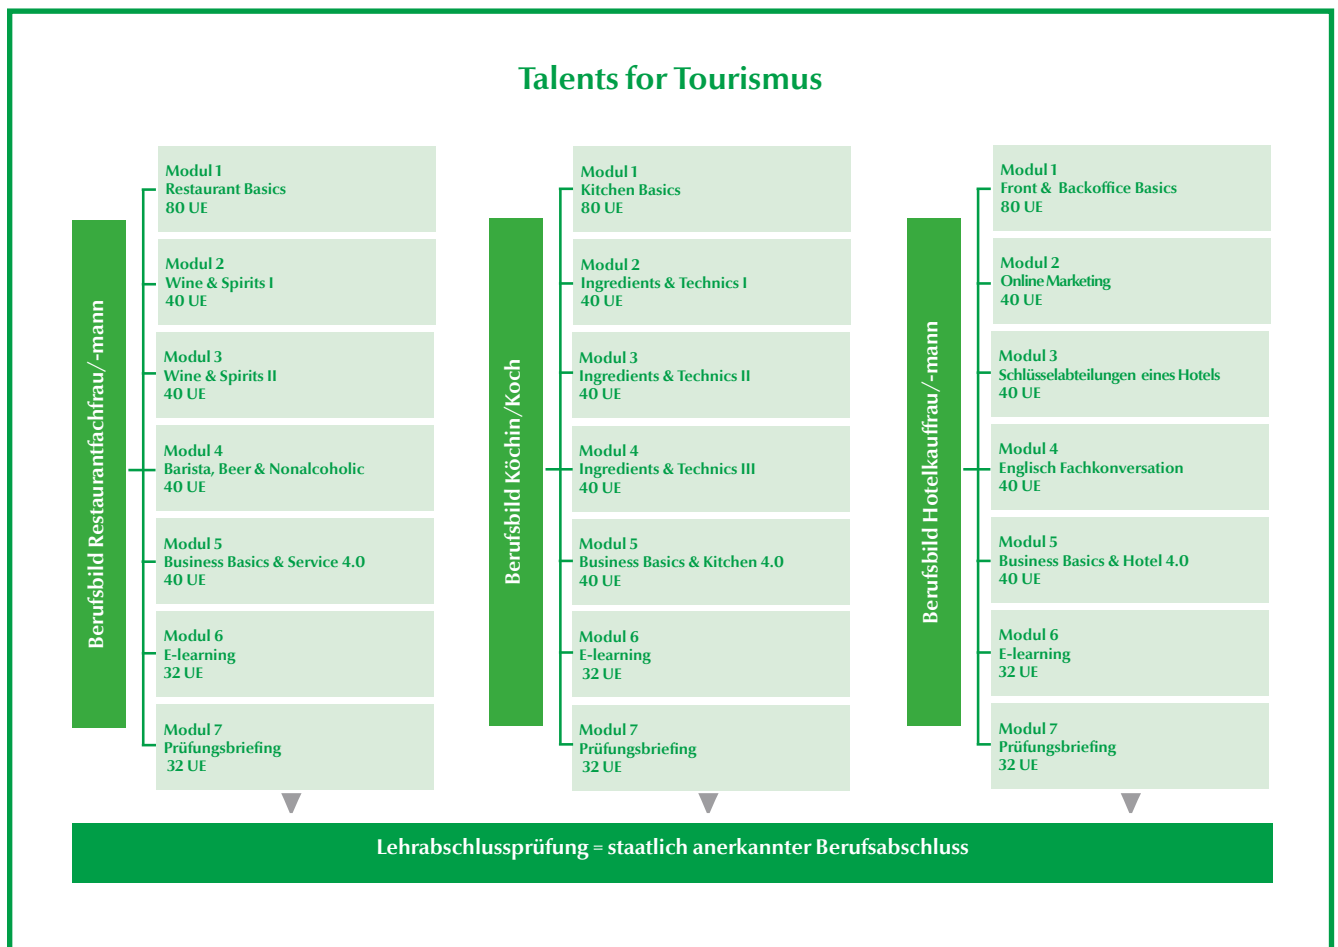 Talents for Tourismus
Berufsbild Restaurantfachfrau/-mann
Modul 1
Restaurant Basics
80 UE
Modul 2
Wine & Spirits I
40 UE
Modul 3
Wine & Spirits II
40 UE
Modul 4
Barista, Beer & Nonalcoholic
40 UE
Modul 5
Business Basics & Service 4.0
40 UE
Modul 6
E-learning
32 UE
Modul 7
Prüfungsbriefing
32 UE
Berufsbild Köchin/Koch
Modul 1
Kitchen Basics
80 UE
Modul 2
Ingredients & Technics I
40 UE
Modul 3
Ingredients & Technics II
40 UE
Modul 4
Ingredients & Technics III
40 UE
Modul 5
Business Basics & Kitchen 4.0
40 UE
Modul 6
E-learning
32 UE
Modul 7
Prüfungsbriefing
32 UE
Berufsbild Hotelkauffrau/-mann
Modul 1
Front & Backoffice Basics
80 UE
Modul 2
Online Marketing
40 UE
Modul 3
Schlüsselabteilungen eines Hotels
40 UE
Modul 4
Englisch Fachkonversation
40 UE
Modul 5
Business Basics & Hotel 4.0
40 UE
Modul 6
E-learning
32 UE
Modul 7
Prüfungsbriefing
32 UE
Lehrabschlussprüfung = staatlich anerkannter Berufsabschluss